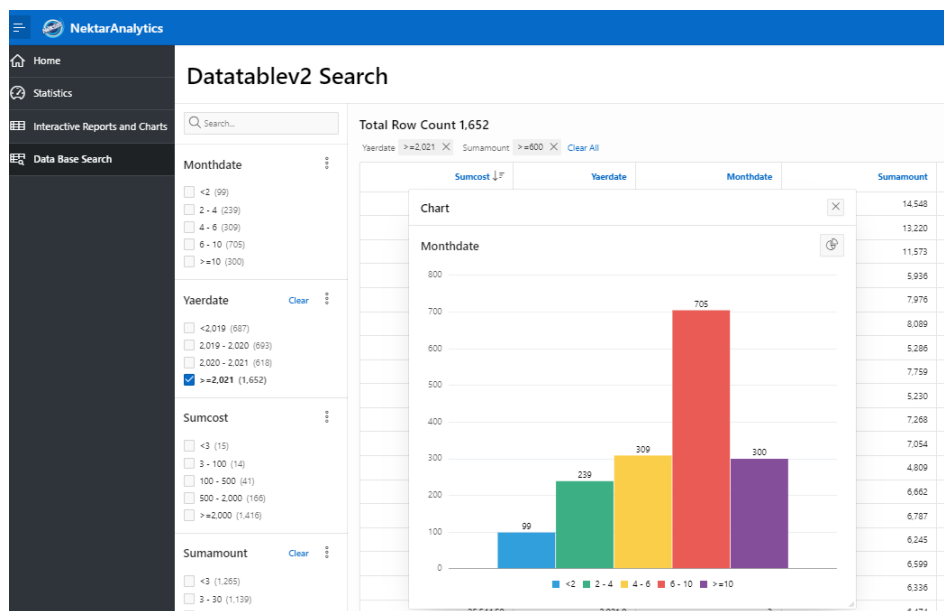 NektarAnalytics
Home
Statistics
Interactive Reports and Charts
Data Base Search
Datatablev2 Search
Search...
Monthdate
<2 (99)
2 - 4 (239)
4 - 6 (309)
6 - 10 (705)
>=10 (300)
Yaerdate Clear
<2,019 (687)
2,019 - 2,020 (693)
2,020 - 2,021 (618)
>=2,021 (1,652)
Sumcost
<3 (15)
3 - 100 (14)
100 - 500 (41)
500 - 2,000 (166)
>=2,000 (1,416)
Sumamount Clear
<3 (1,265)
3 - 30 (1,139)
Total Row Count 1,652
Yaerdate >=2,021 Sumamount >=600 Clear All
Sumcost Yaerdate Monthdate Sumamount
14,548
13,220
11,573
5,936
7,976
8,089
5,286
7,759
5,230
7,268
7,054
4,809
6,662
6,787
6,245
6,599
6,336
Chart
Monthdate
800
700
600
500
400
300
200
100
0
99
239
309
705
300
<2 2 - 4 4 - 6 6 - 10 >=10